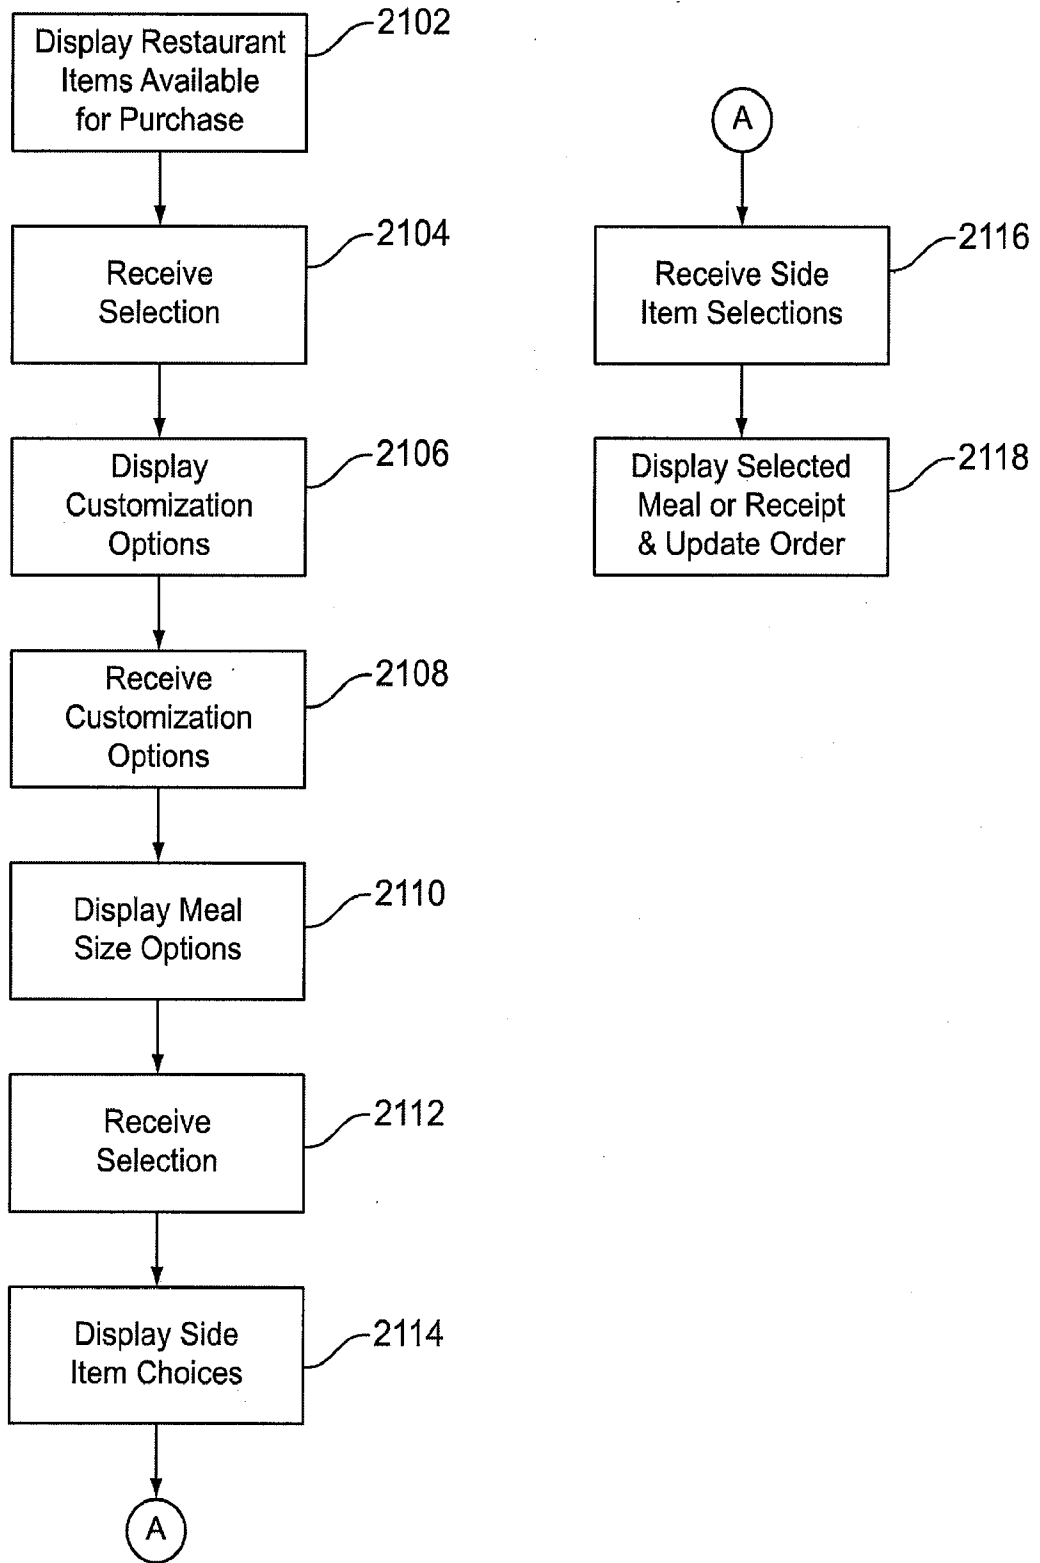 Display Restaurant
Items Available
for Purchase
2102
Receive
Selection
2104
Display
Customization
Options
2106
Receive
Customization
Options
2108
Display Meal
Size Options
2110
Receive
Selection
2112
Display Side
Item Choices
2114
A
A
Receive Side
Item Selections
2116
Display Selected
Meal or Receipt
& Update Order
2118